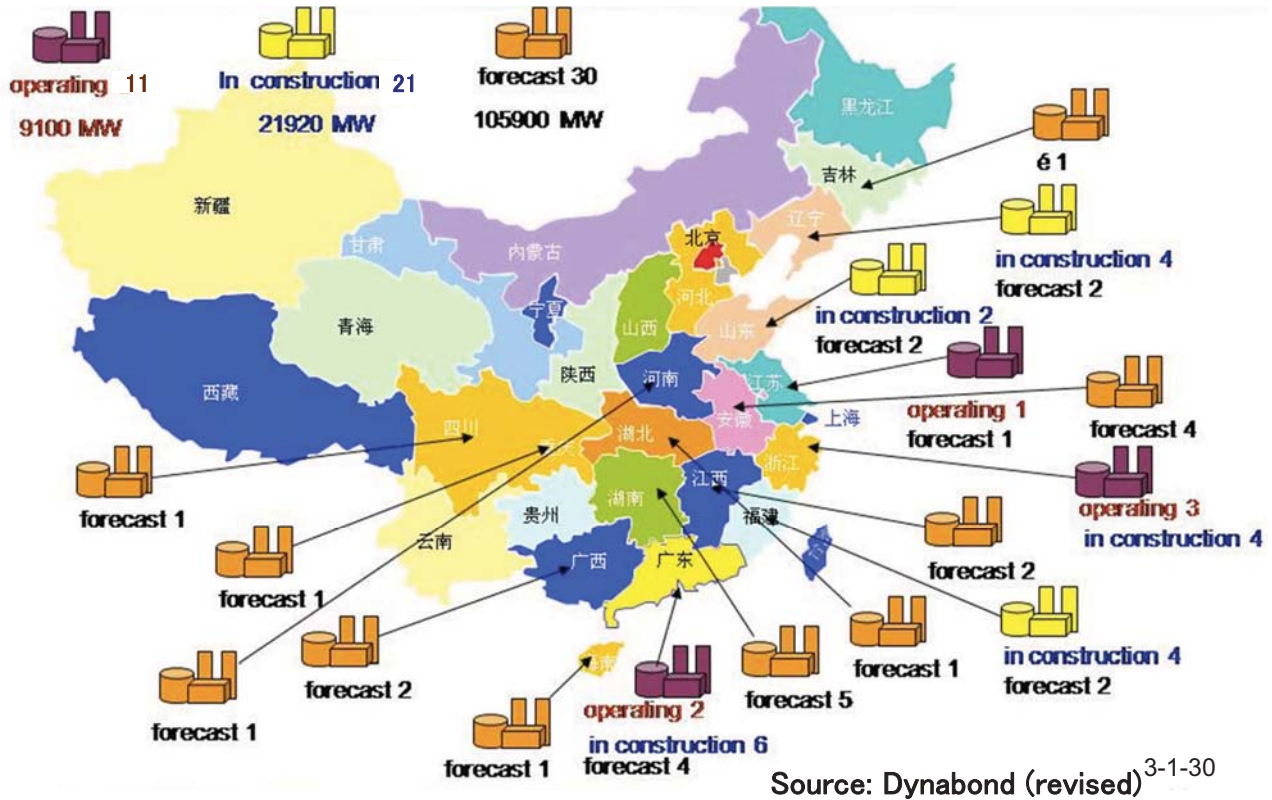 operating 11
9100 MW
In construction 21
21920 MW
forecast 30
105900 MW
黑龙江
吉林
é 1
辽宁
in construction 4
forecast 2
新疆
甘肃
内蒙古
北京
河北
山西
山东
in construction 2
forecast 2
宁夏
青海
陕西
河南
江苏
operating 1
forecast 1
西藏
安徽
上海
forecast 4
四川
湖北
浙江
operating 3
in construction 4
forecast 1
湖南
江西
贵州
福建
云南
广西
广东
forecast 2
forecast 1
in construction 4
forecast 2
forecast 2
forecast 1
forecast 5
operating 2
in construction 6
forecast 4
forecast 1
forecast 1
Source: Dynabond (revised)
3-1-30